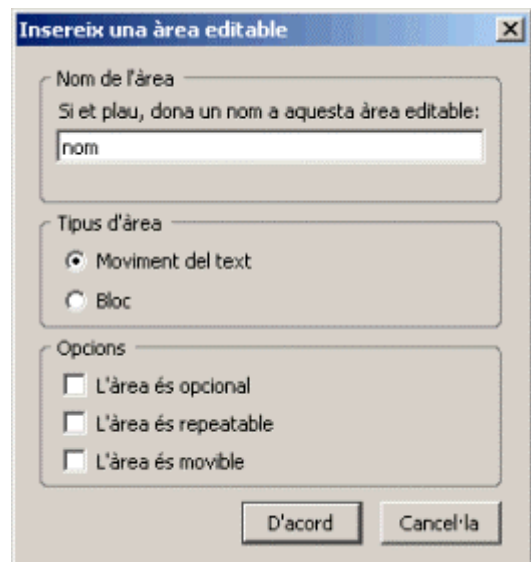 Insereix una àrea editable
Nom de l'àrea
Si et plau, dona un nom a aquesta àrea editable:
nom
Tipus d'àrea
Moviment del text
Bloc
Opcions
L'àrea és opcional
L'àrea és repeatable
L'àrea és movible
D'acord
Cancel·la